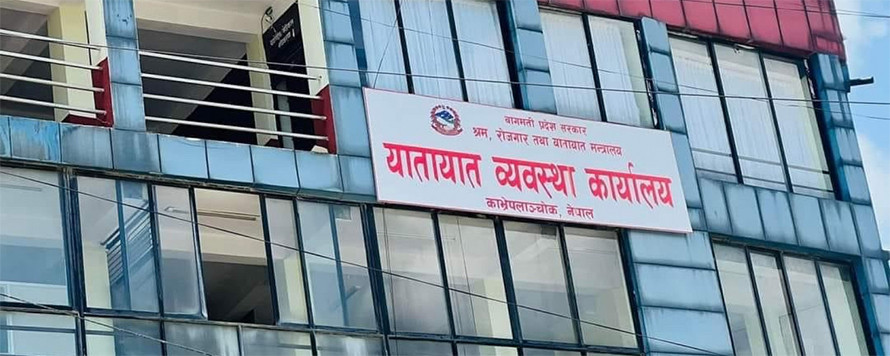 बागमती प्रदेश सरकार
श्रम, रोजगार तथा यातायात मन्त्रालय
यातायात व्यवस्था कार्यालय
काभ्रेपलाञ्चोक, नेपाल